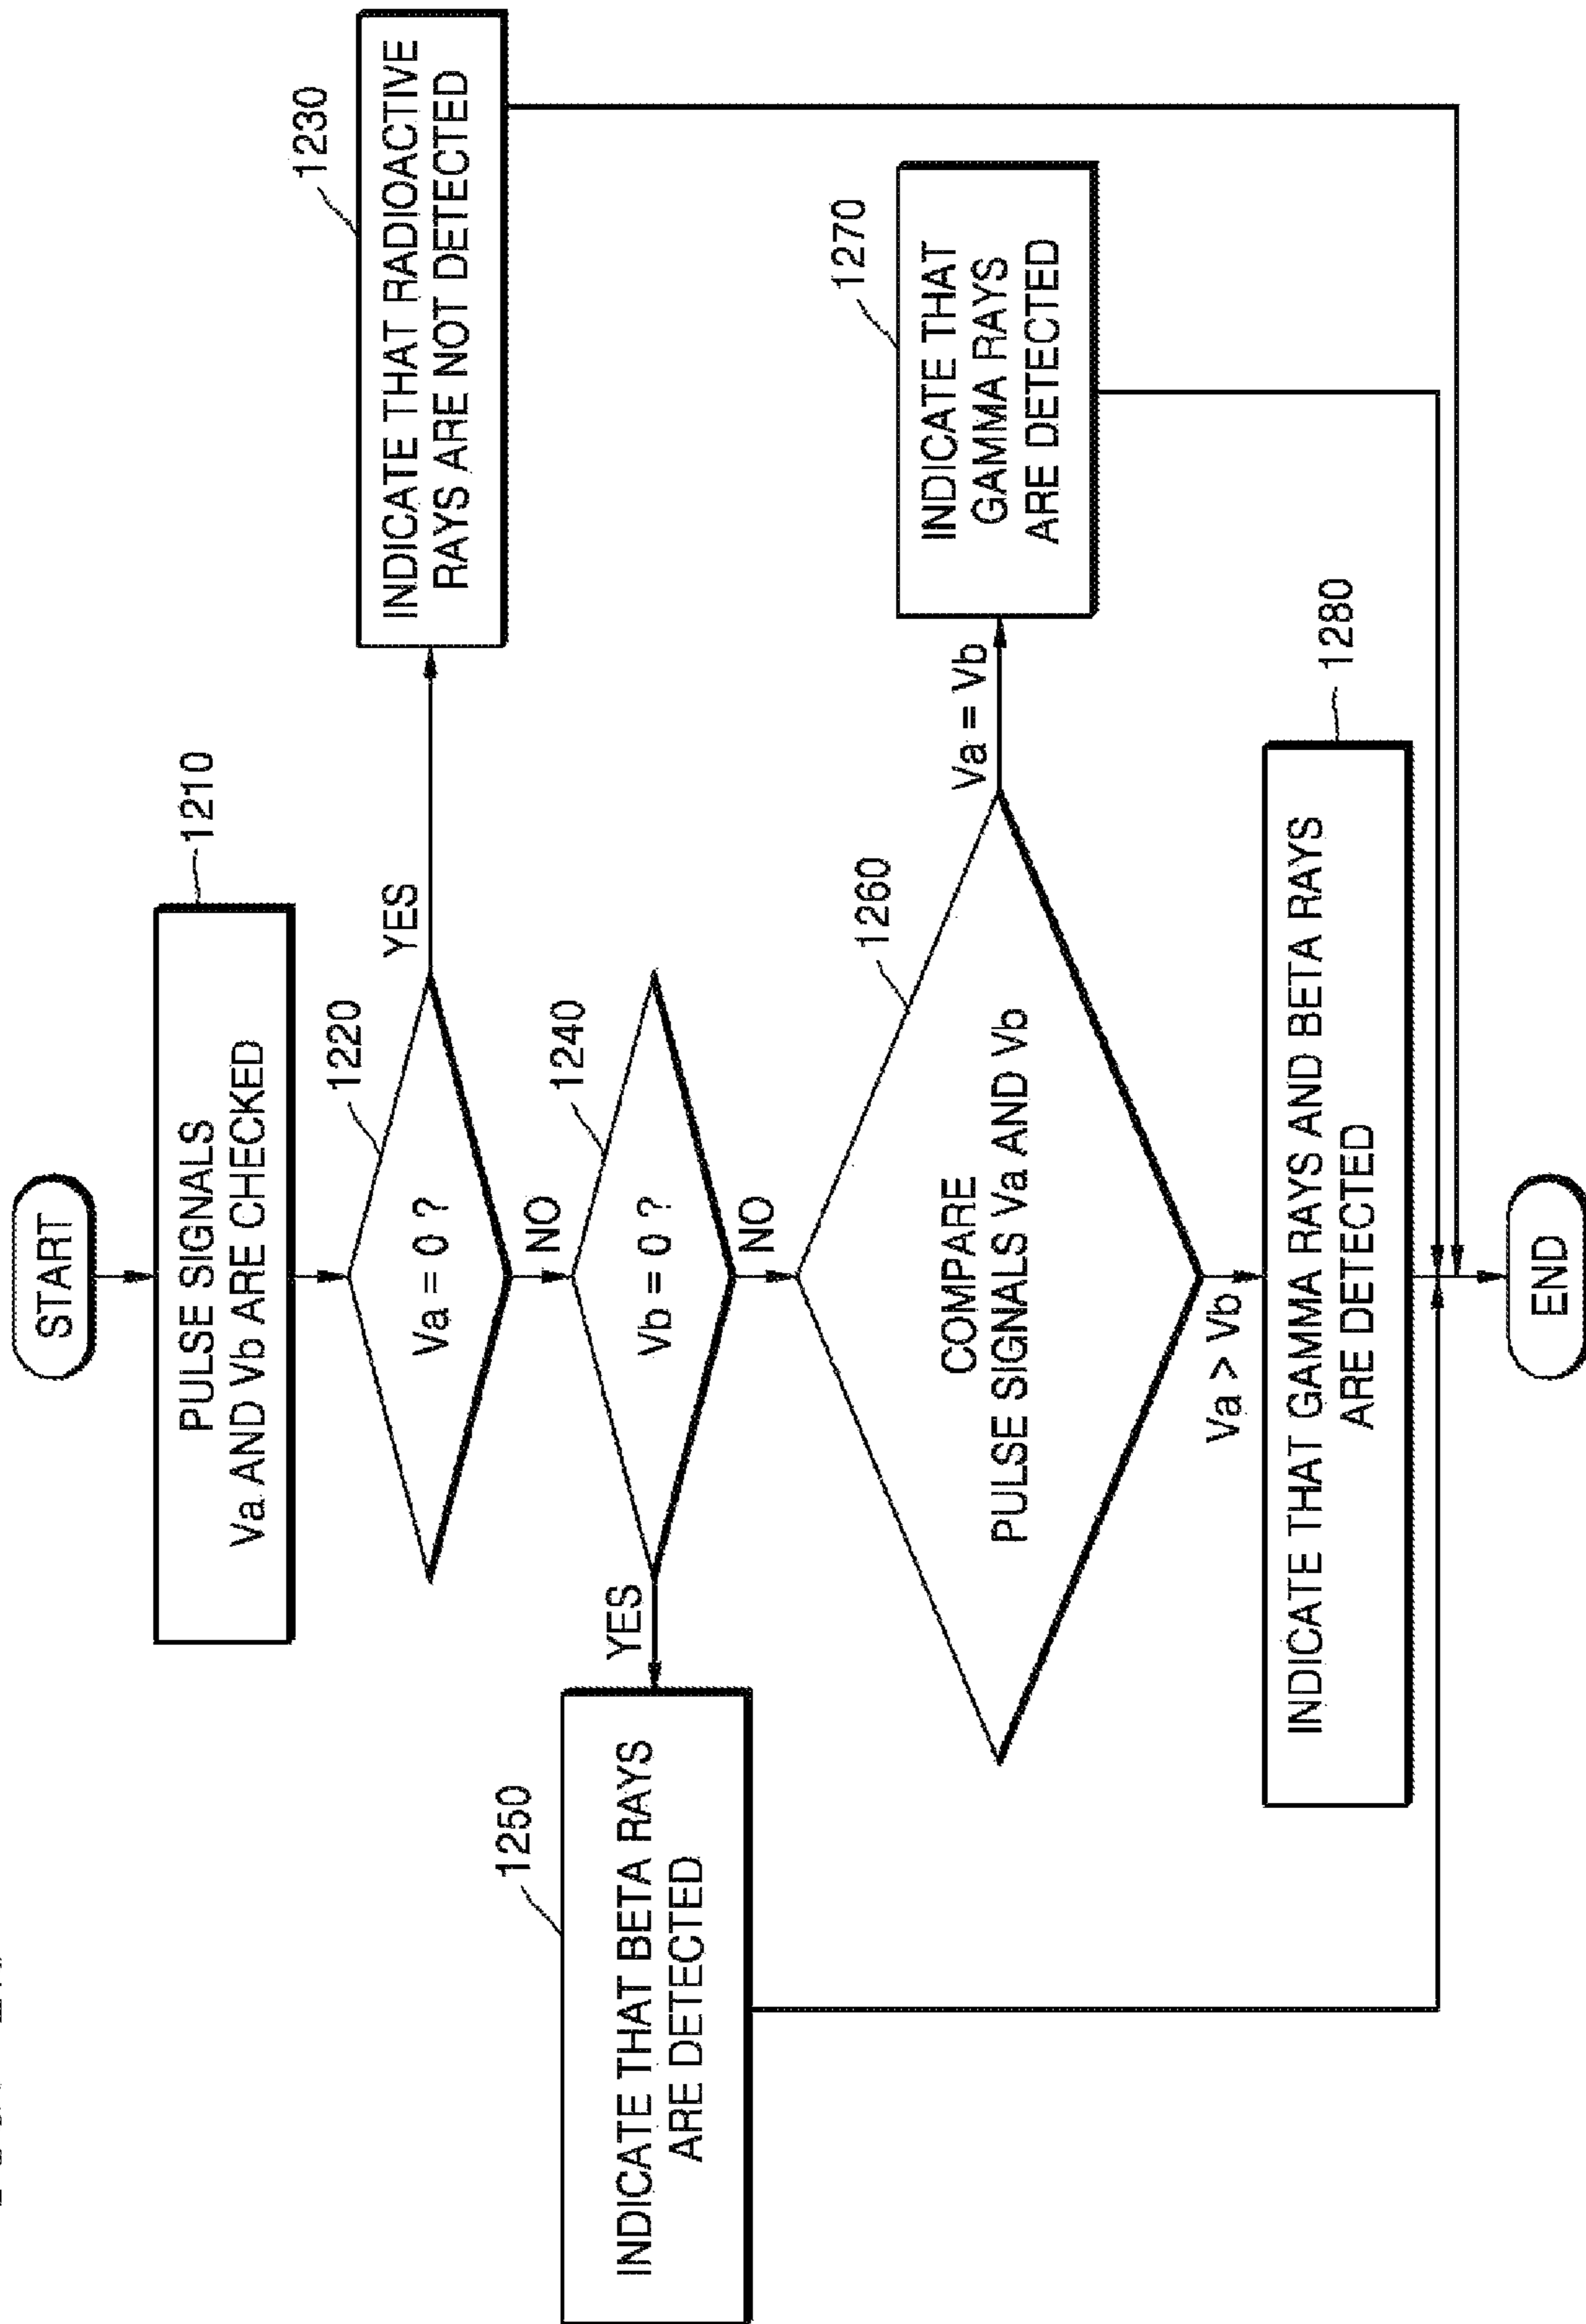 START
1210
PULSE SIGNALS
Va AND Vb ARE CHECKED
1220
Va = 0 ?
YES
1230
INDICATE THAT RADIOACTIVE
RAYS ARE NOT DETECTED
NO
1240
Vb = 0 ?
YES
1250
INDICATE THAT BETA RAYS
ARE DETECTED
NO
1260
COMPARE
PULSE SIGNALS Va AND Vb
Va = Vb
1270
INDICATE THAT
GAMMA RAYS
ARE DETECTED
Va > Vb
1280
INDICATE THAT GAMMA RAYS AND BETA RAYS
ARE DETECTED
END